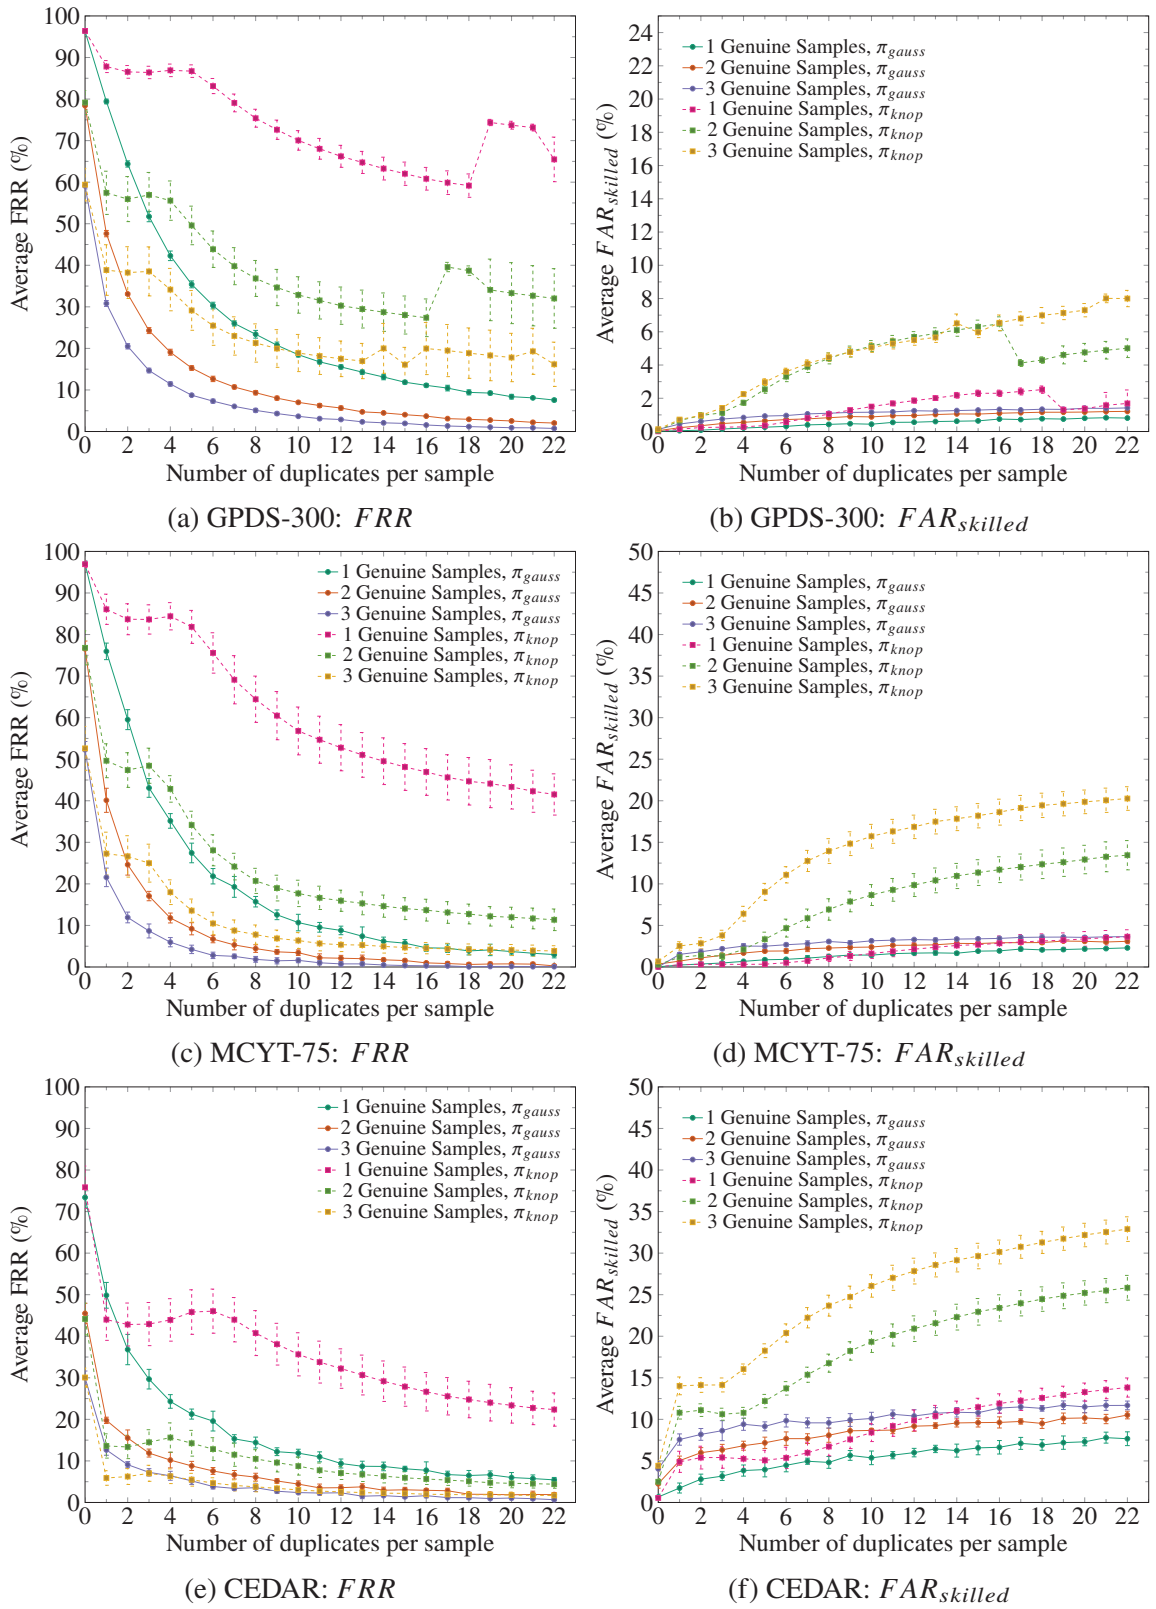 100
90
80
70
60
50
40
30
20
10
0
Average FRR (%)
0 2 4 6 8 10 12 14 16 18 20 22
Number of duplicates per sample
(a) GPDS-300: FRR
24
22
20
18
16
14
12
10
8
6
4
2
0
Average FAR_skilled (%)
1 Genuine Samples, π_gauss
2 Genuine Samples, π_gauss
3 Genuine Samples, π_gauss
1 Genuine Samples, π_knop
2 Genuine Samples, π_knop
3 Genuine Samples, π_knop
0 2 4 6 8 10 12 14 16 18 20 22
Number of duplicates per sample
(b) GPDS-300: FAR_skilled
100
90
80
70
60
50
40
30
20
10
0
Average FRR (%)
1 Genuine Samples, π_gauss
2 Genuine Samples, π_gauss
3 Genuine Samples, π_gauss
1 Genuine Samples, π_knop
2 Genuine Samples, π_knop
3 Genuine Samples, π_knop
0 2 4 6 8 10 12 14 16 18 20 22
Number of duplicates per sample
(c) MCYT-75: FRR
50
45
40
35
30
25
20
15
10
5
0
Average FAR_skilled (%)
1 Genuine Samples, π_gauss
2 Genuine Samples, π_gauss
3 Genuine Samples, π_gauss
1 Genuine Samples, π_knop
2 Genuine Samples, π_knop
3 Genuine Samples, π_knop
0 2 4 6 8 10 12 14 16 18 20 22
Number of duplicates per sample
(d) MCYT-75: FAR_skilled
100
90
80
70
60
50
40
30
20
10
0
Average FRR (%)
1 Genuine Samples, π_gauss
2 Genuine Samples, π_gauss
3 Genuine Samples, π_gauss
1 Genuine Samples, π_knop
2 Genuine Samples, π_knop
3 Genuine Samples, π_knop
0 2 4 6 8 10 12 14 16 18 20 22
Number of duplicates per sample
(e) CEDAR: FRR
50
45
40
35
30
25
20
15
10
5
0
Average FAR_skilled (%)
1 Genuine Samples, π_gauss
2 Genuine Samples, π_gauss
3 Genuine Samples, π_gauss
1 Genuine Samples, π_knop
2 Genuine Samples, π_knop
3 Genuine Samples, π_knop
0 2 4 6 8 10 12 14 16 18 20 22
Number of duplicates per sample
(f) CEDAR: FAR_skilled